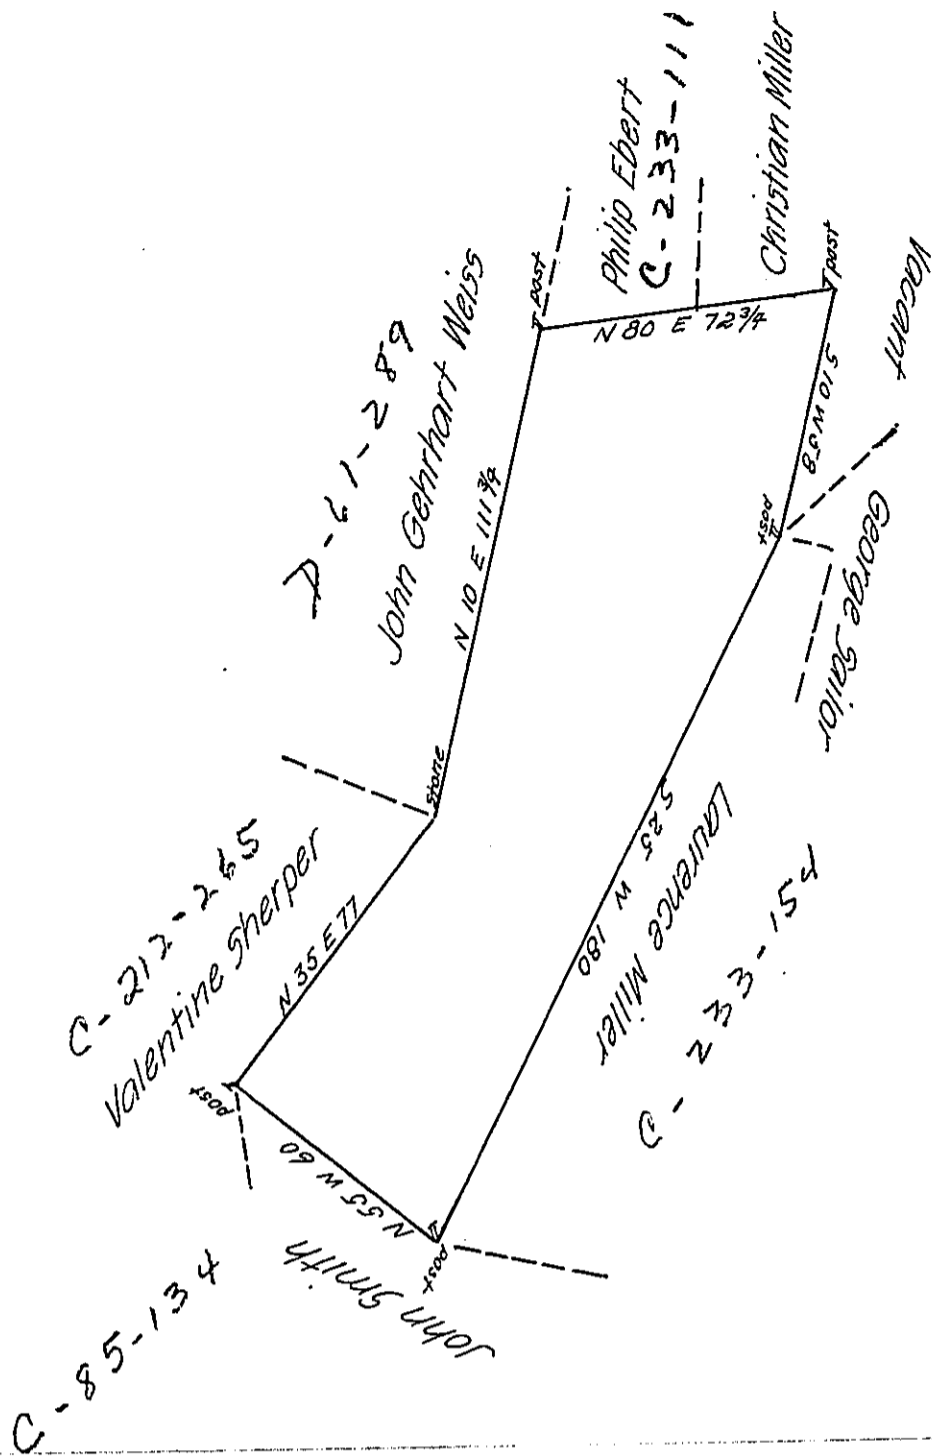 Philip Ebert
C-233-111
Christian Miller
post
N 80 E 72 3/4
post
Vacant
S 10 W 58
post
George Sailor
D-61-289
John Gehrhart Weiss
N 10 E 111 3/4
Stone
C-212-265
Valentine Sherper
N 35 E 77
post
S 25 W 180
Laurence Miller
C-233-154
N 55 W 60
post
John Smith
C-85-134